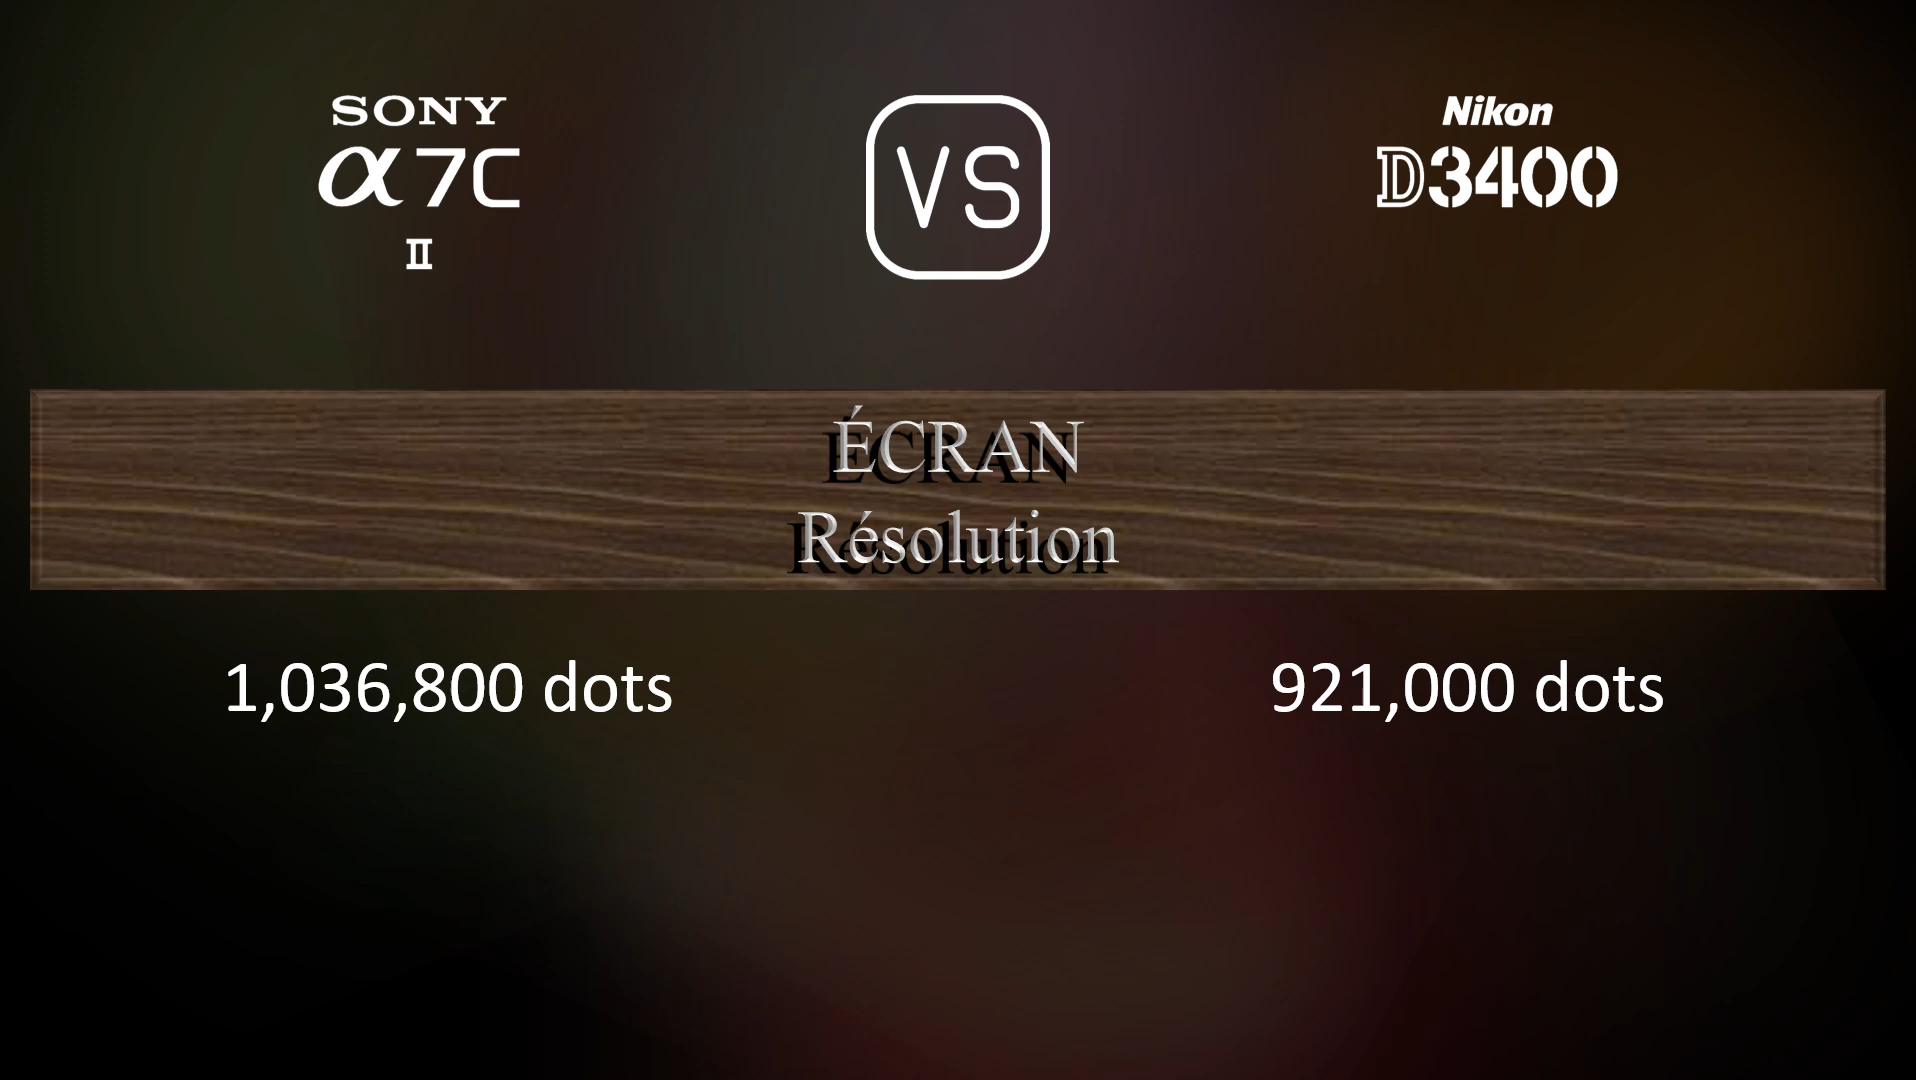 SONY
α7C
II
VS
Nikon
D3400
ÉCRAN
Résolution
1,036,800 dots
921,000 dots